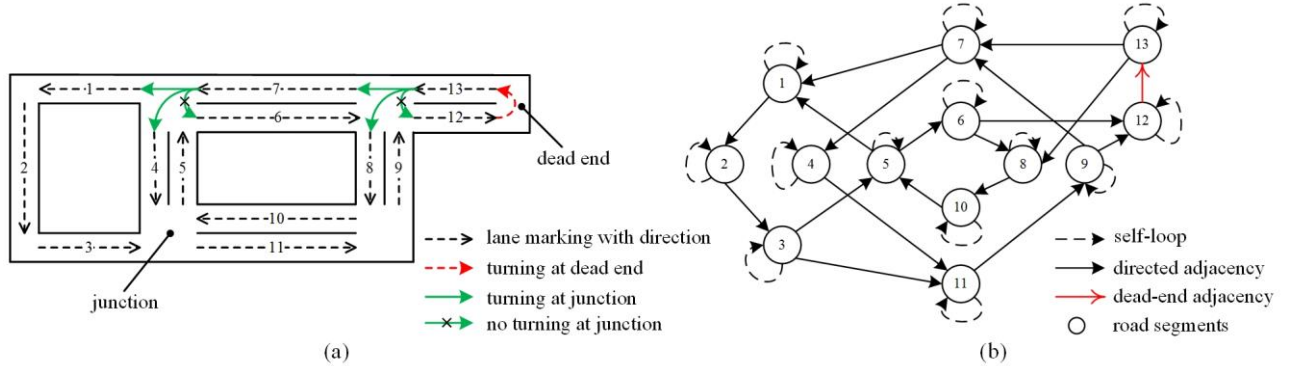 1
7
13
6
12
dead end
2
4
5
8
9
10
3
11
junction
lane marking with direction
turning at dead end
turning at junction
no turning at junction
(a)
7
13
1
6
12
2
4
5
8
9
10
3
11
self-loop
directed adjacency
dead-end adjacency
road segments
(b)